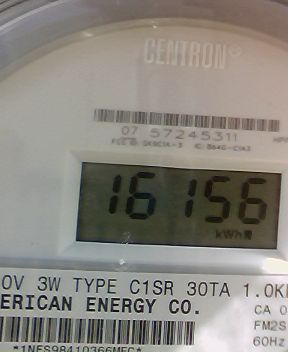 CENTRON®
07 57245311
16156
kWh
0V 3W TYPE C1SR 30TA 1.0K
ERICAN ENERGY CO.
CA 0
FM2S
60Hz